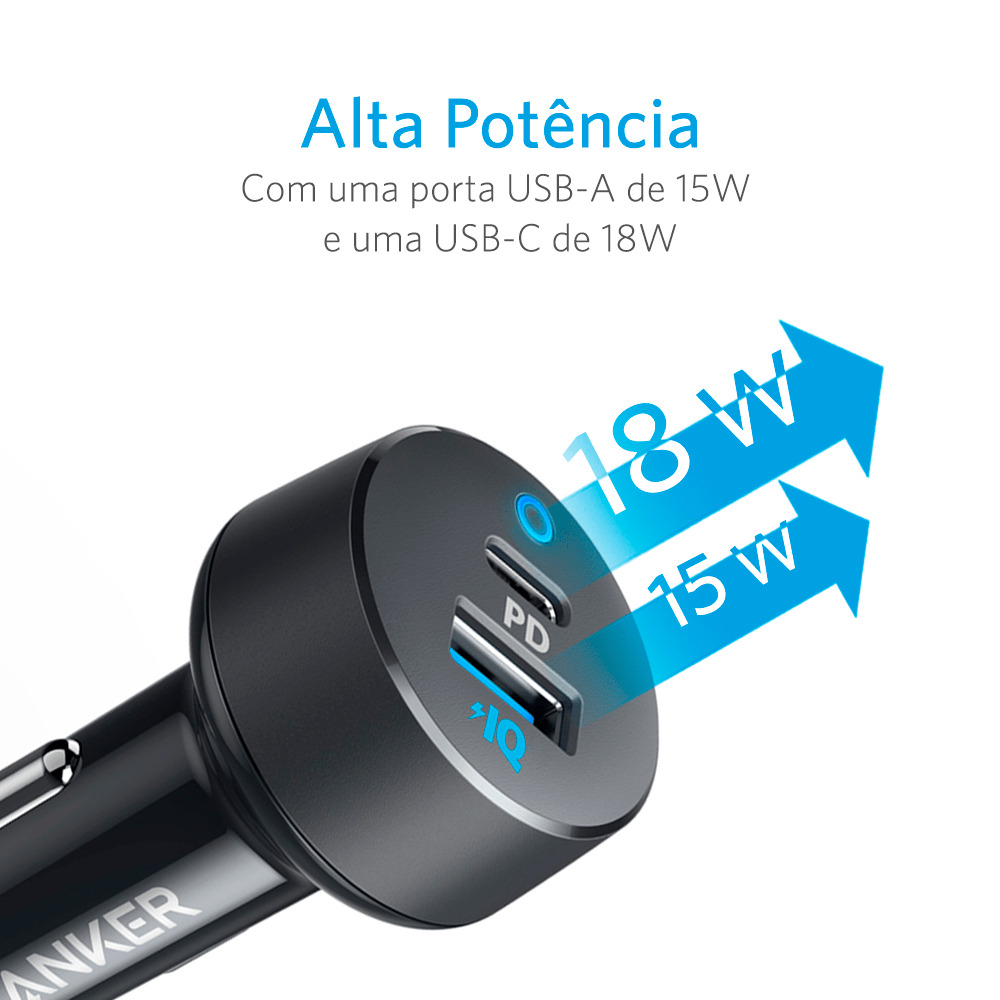 Alta Potência
Com uma porta USB-A de 15W
e uma USB-C de 18W
18 W
15 W
PD
IQ
ANKER